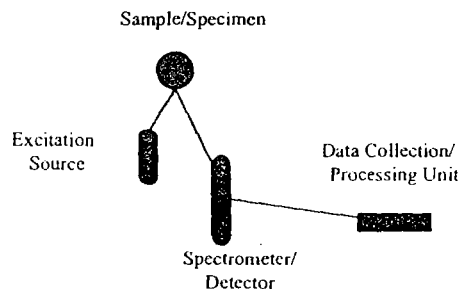 Sample/Specimen
Excitation
Source
Data Collection/
Processing Unit
Spectrometer/
Detector